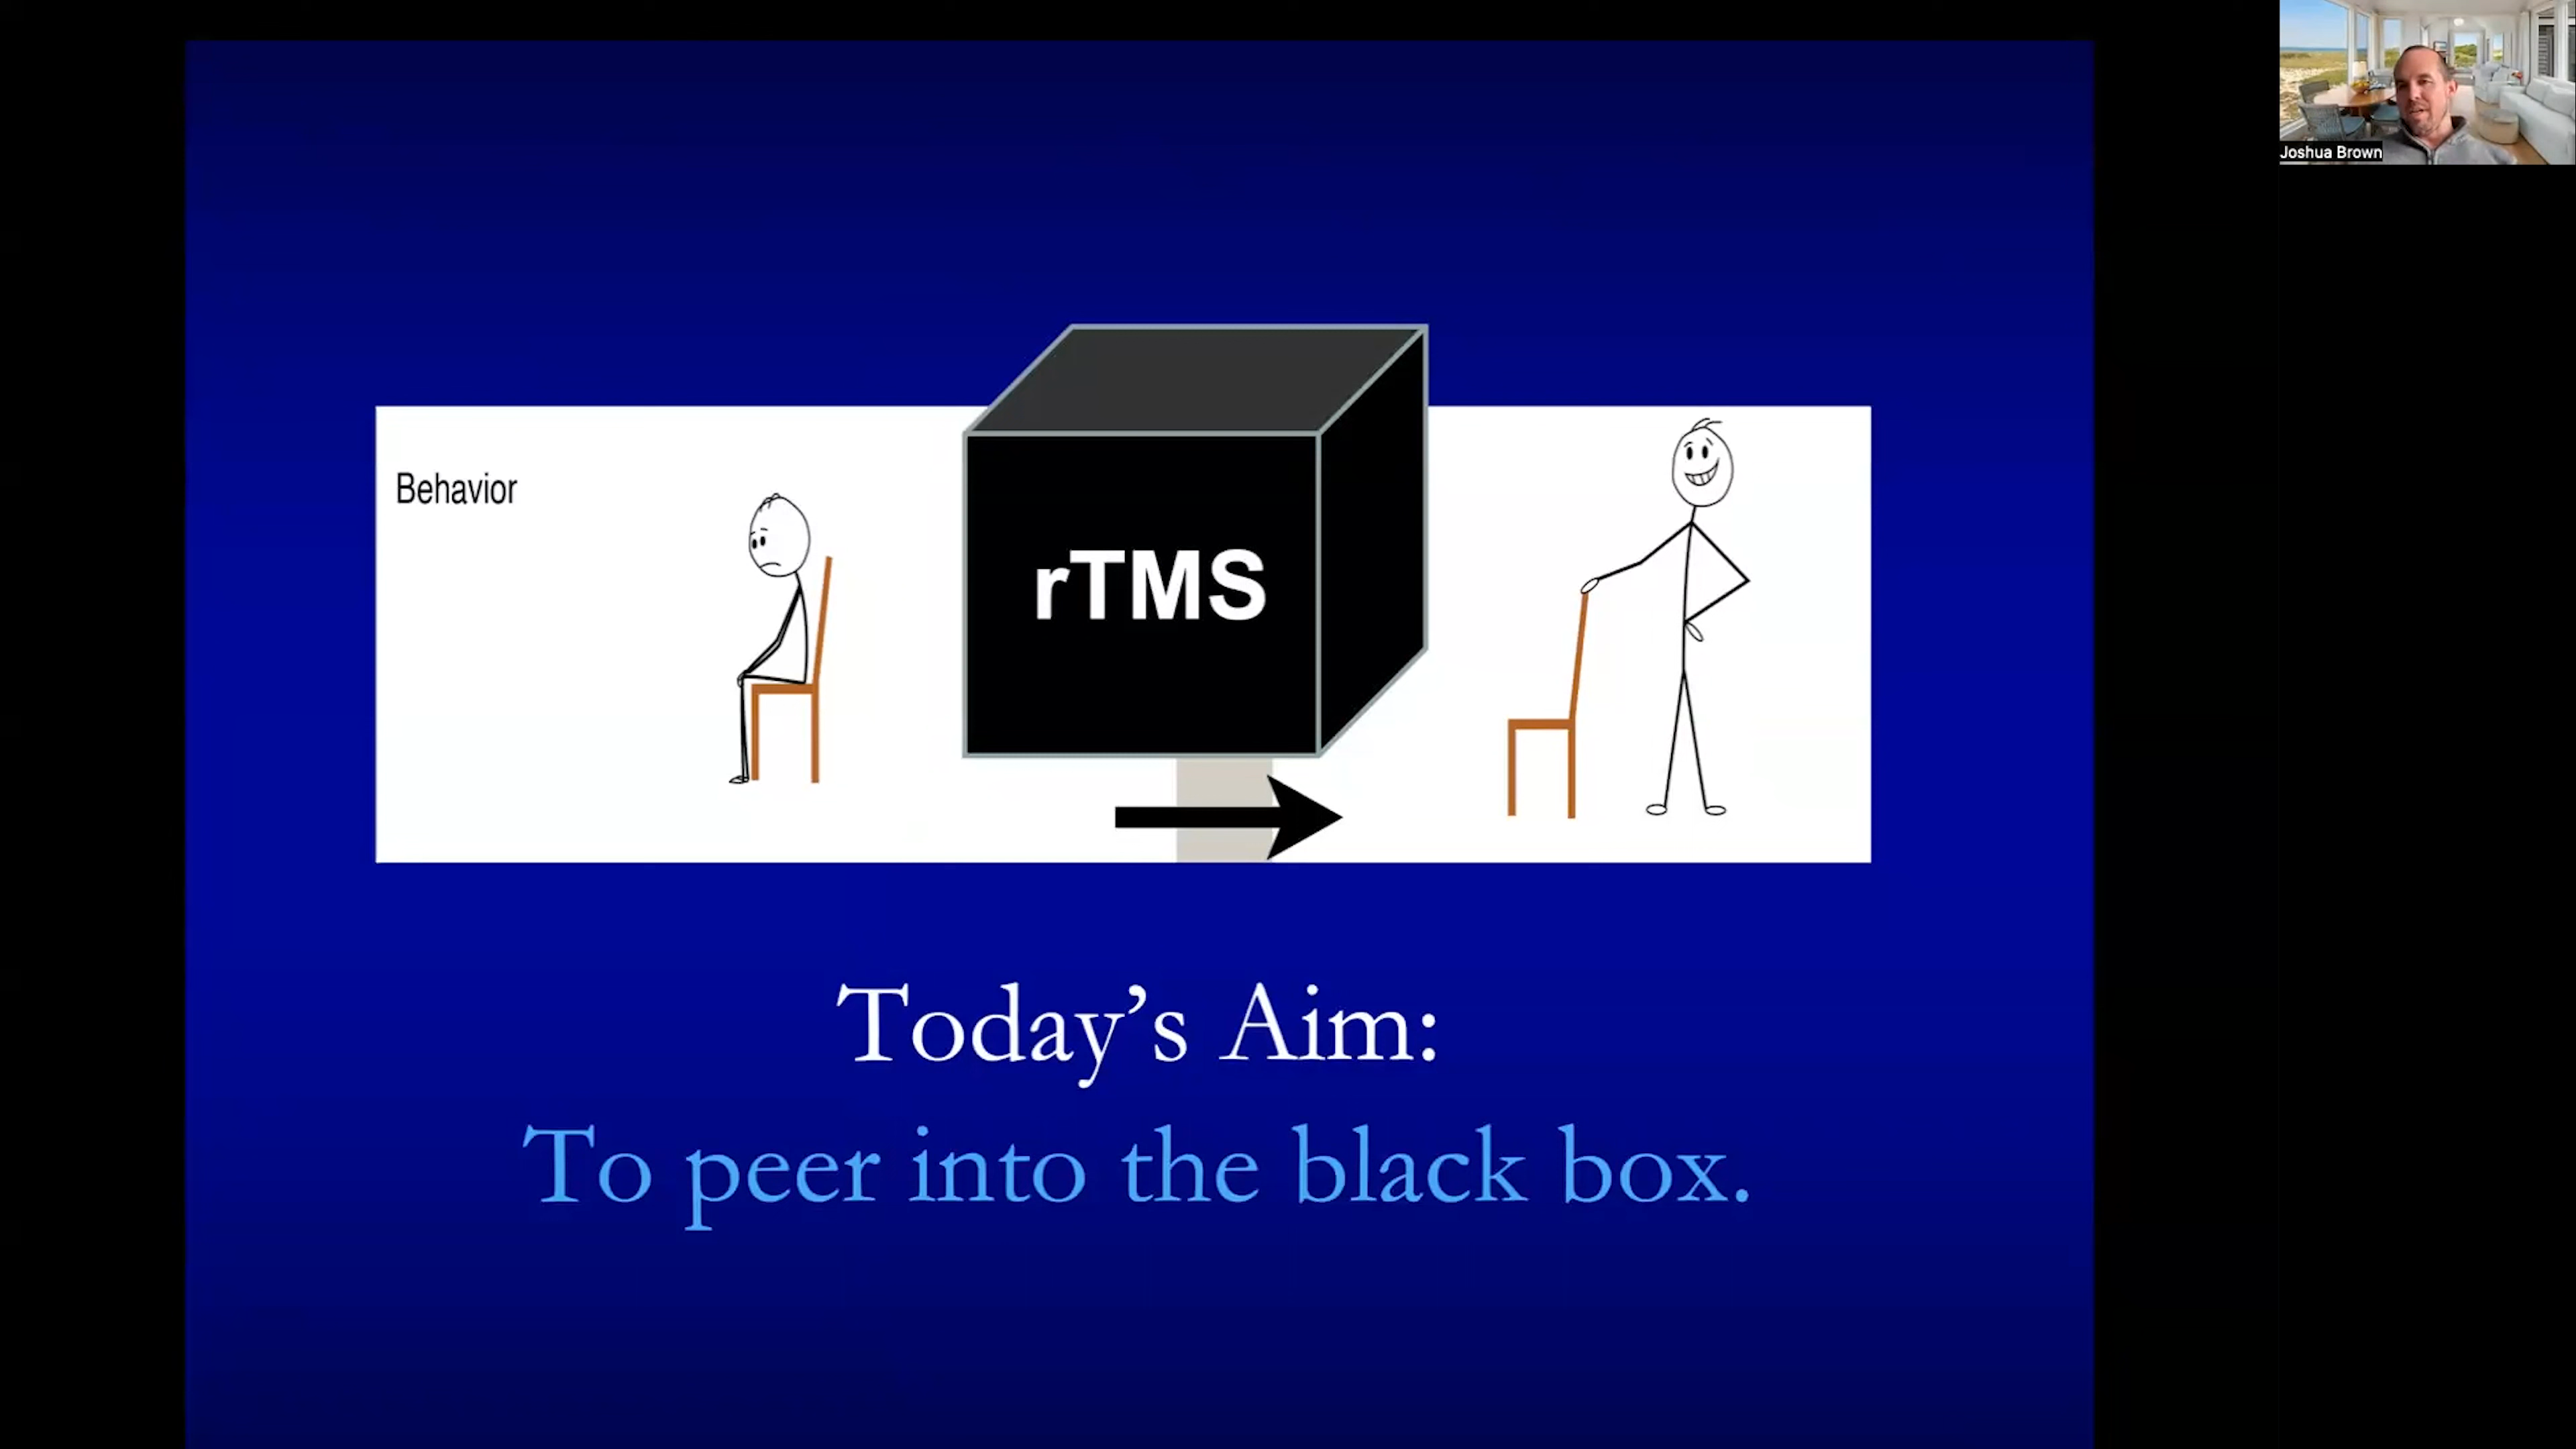 Joshua Brown
Behavior
rTMS
Today’s Aim:
To peer into the black box.